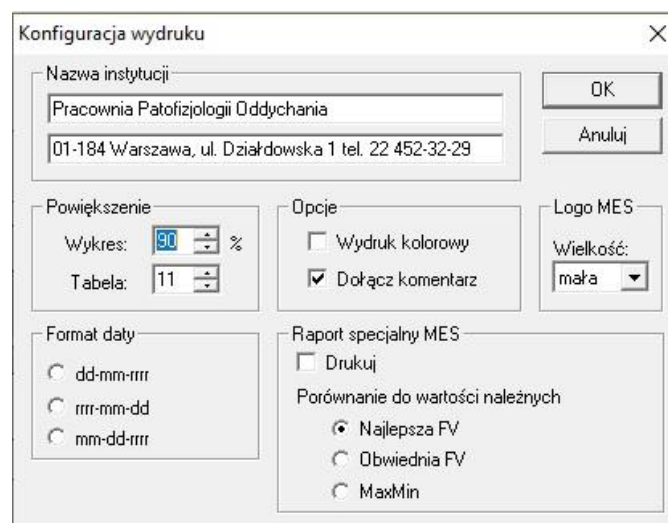 Konfiguracja wydruku
Nazwa instytucji
Pracownia Patofizjologii Oddychania
01-184 Warszawa, ul. Działdowska 1 tel. 22 452-32-29
OK
Anuluj
Powiększenie
Wykres: 90 %
Tabela: 11
Opcje
Wydruk kolorowy
Dołącz komentarz
Logo MES
Wielkość:
mała
Format daty
dd-mm-rrrr
rrrr-mm-dd
mm-dd-rrrr
Raport specjalny MES
Drukuj
Porównanie do wartości należnych
Najlepsza FV
Obwiednia FV
MaxMin